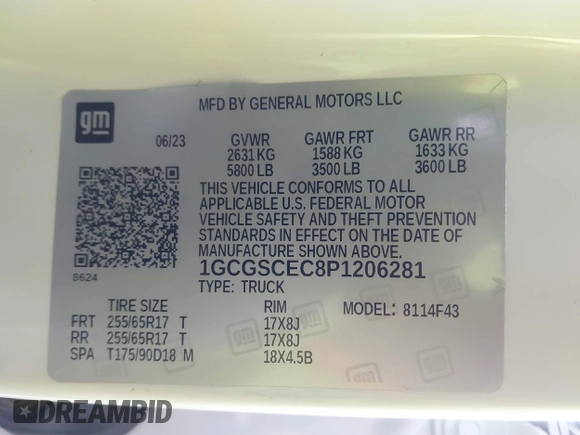 gm
MFD BY GENERAL MOTORS LLC
06/23 GVWR GAWR FRT GAWR RR
2631 KG 1588 KG 1633 KG
5800 LB 3500 LB 3600 LB
THIS VEHICLE CONFORMS TO ALL
APPLICABLE U.S. FEDERAL MOTOR
VEHICLE SAFETY AND THEFT PREVENTION
STANDARDS IN EFFECT ON THE DATE OF
MANUFACTURE SHOWN ABOVE.
S624
1GCGSCEC8P1206281
TYPE: TRUCK
TIRE SIZE RIM MODEL: 8114F43
FRT 255/65R17 T 17X8J
RR 255/65R17 T 17X8J
SPA T175/90D18 M 18X4.5B
DREAMBID